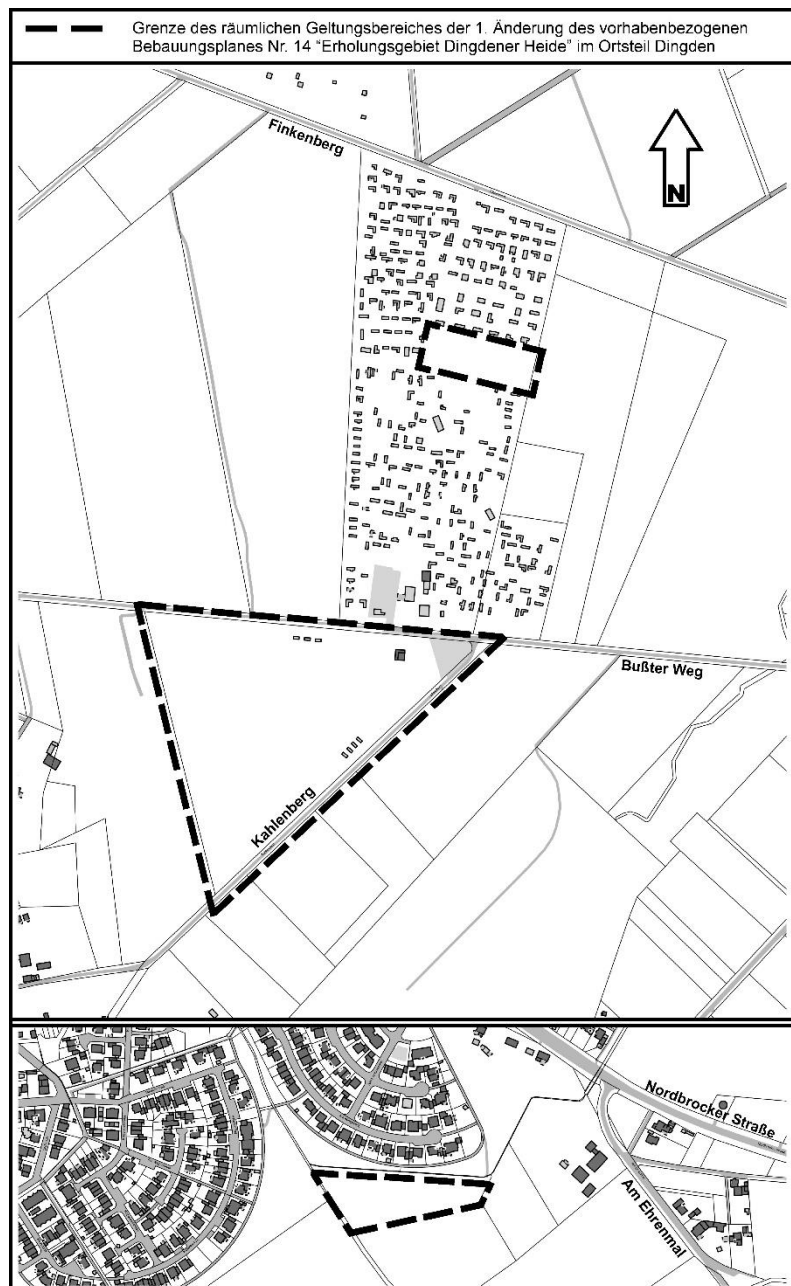 Grenze des räumlichen Geltungsbereiches der 1. Änderung des vorhabenbezogenen
Bebauungsplanes Nr. 14 "Erholungsgebiet Dingdener Heide" im Ortsteil Dingden
Finkenberg
N
Bußter Weg
Kahlenberg
Nordbrocker Straße
Am Ehrenmal